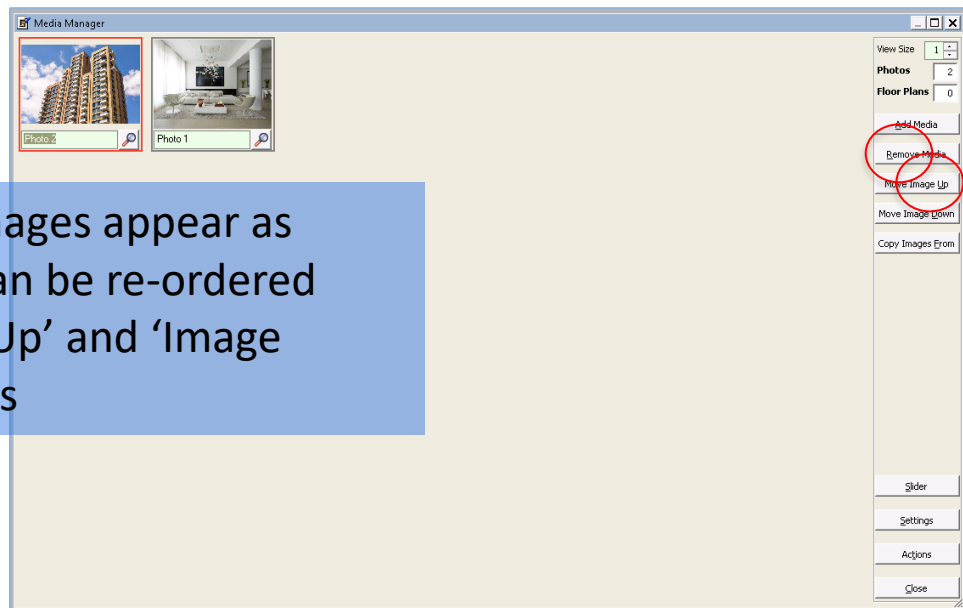 Media Manager
View Size 1
Photos 2
Floor Plans 0
Photo 2
Photo 1
Add Media
Remove Media
Move Image Up
Move Image Down
Copy Images From
ages appear as
an be re-ordered
Up’ and ‘Image
s
Slider
Settings
Actions
Close